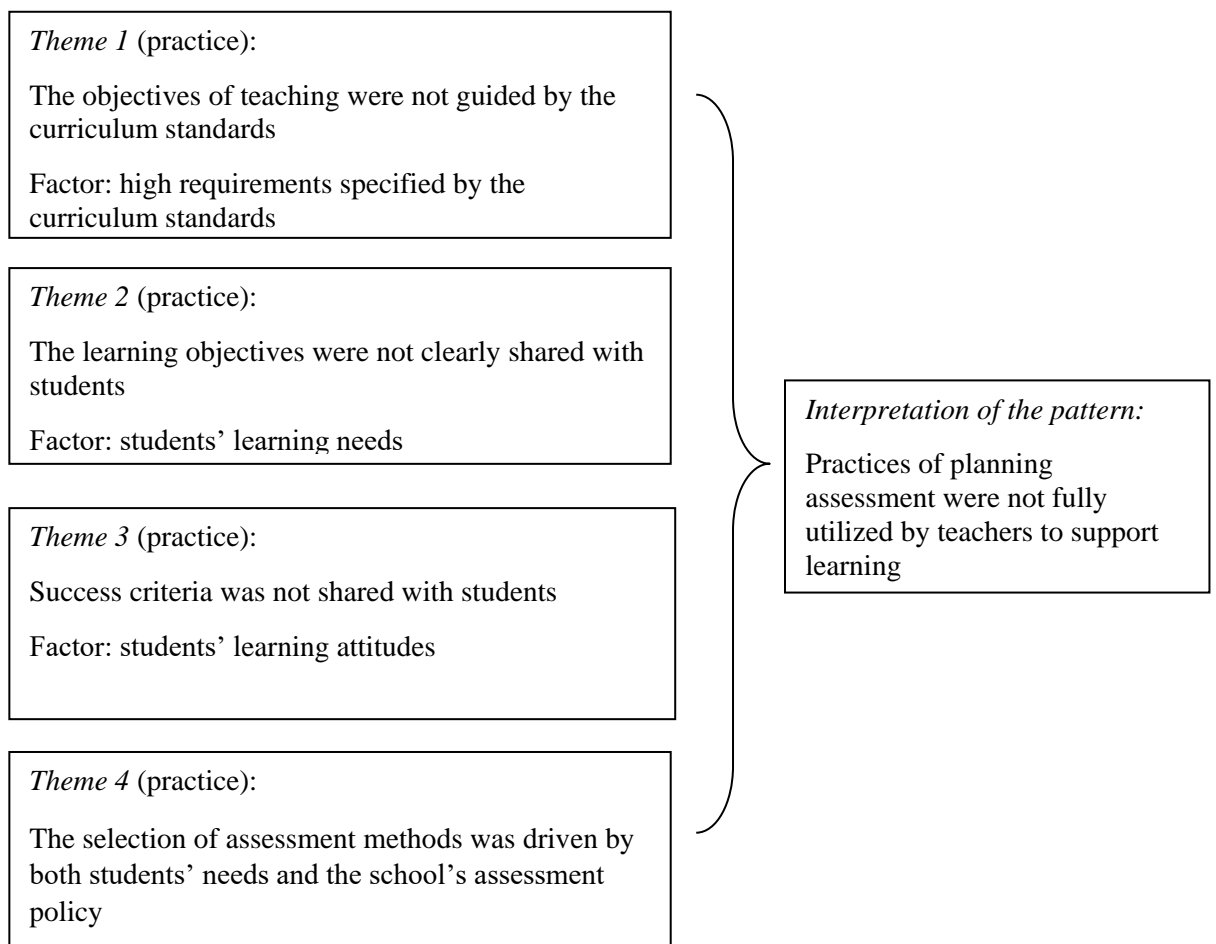 Theme 1 (practice):
The objectives of teaching were not guided by the
curriculum standards
Factor: high requirements specified by the
curriculum standards
Theme 2 (practice):
The learning objectives were not clearly shared with
students
Factor: students’ learning needs
Theme 3 (practice):
Success criteria was not shared with students
Factor: students’ learning attitudes
Theme 4 (practice):
The selection of assessment methods was driven by
both students’ needs and the school’s assessment
policy
Interpretation of the pattern:
Practices of planning
assessment were not fully
utilized by teachers to support
learning